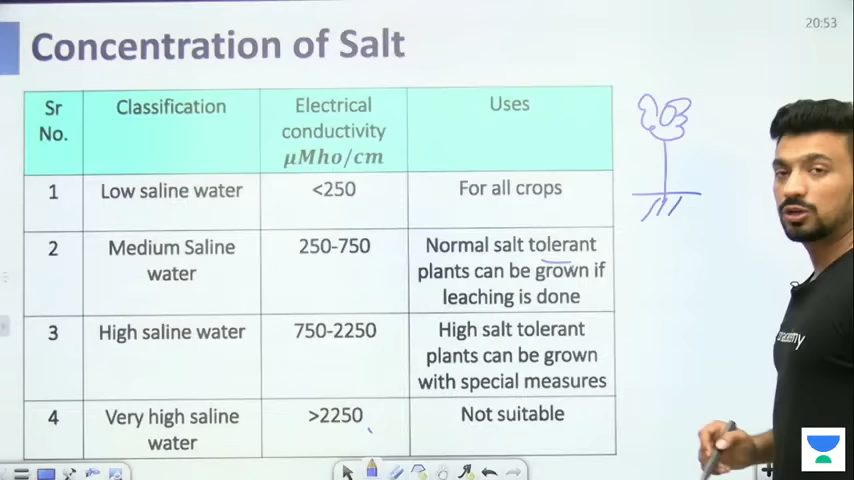 20:53
Concentration of Salt
Sr No.
Classification
Electrical conductivity µMho/cm
Uses
1
Low saline water
<250
For all crops
2
Medium Saline water
250-750
Normal salt tolerant
plants can be grown if
leaching is done
3
High saline water
750-2250
High salt tolerant
plants can be grown
with special measures
4
Very high saline water
>2250
Not suitable